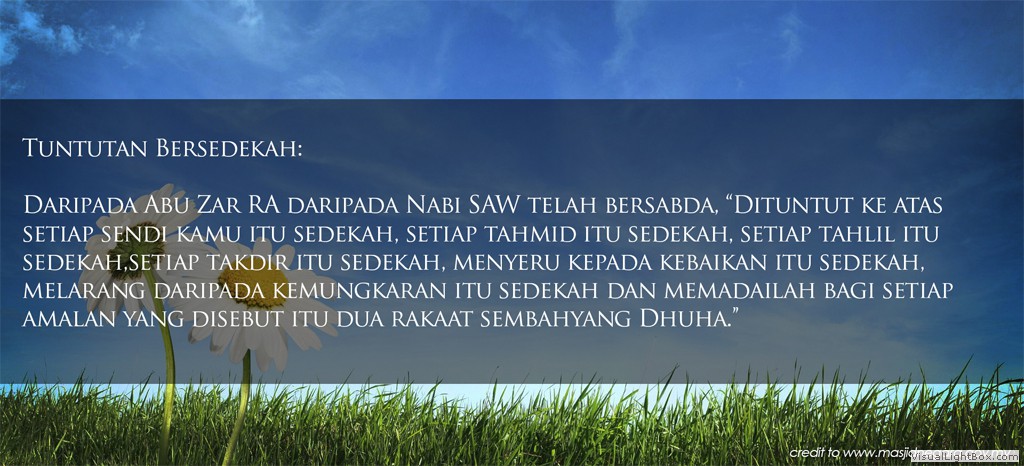 Tuntutan Bersedekah:
Daripada Abu Zar RA daripada Nabi SAW telah bersabda, “Dituntut ke atas
setiap sendi kamu itu sedekah, setiap tahmid itu sedekah, setiap tahlil itu
sedekah,setiap takdir itu sedekah, menyeru kepada kebaikan itu sedekah,
melarang daripada kemungkaran itu sedekah dan memadailah bagi setiap
amalan yang disebut itu dua rakaat sembahyang Dhuha.”
credit to
VisualLightBox.com